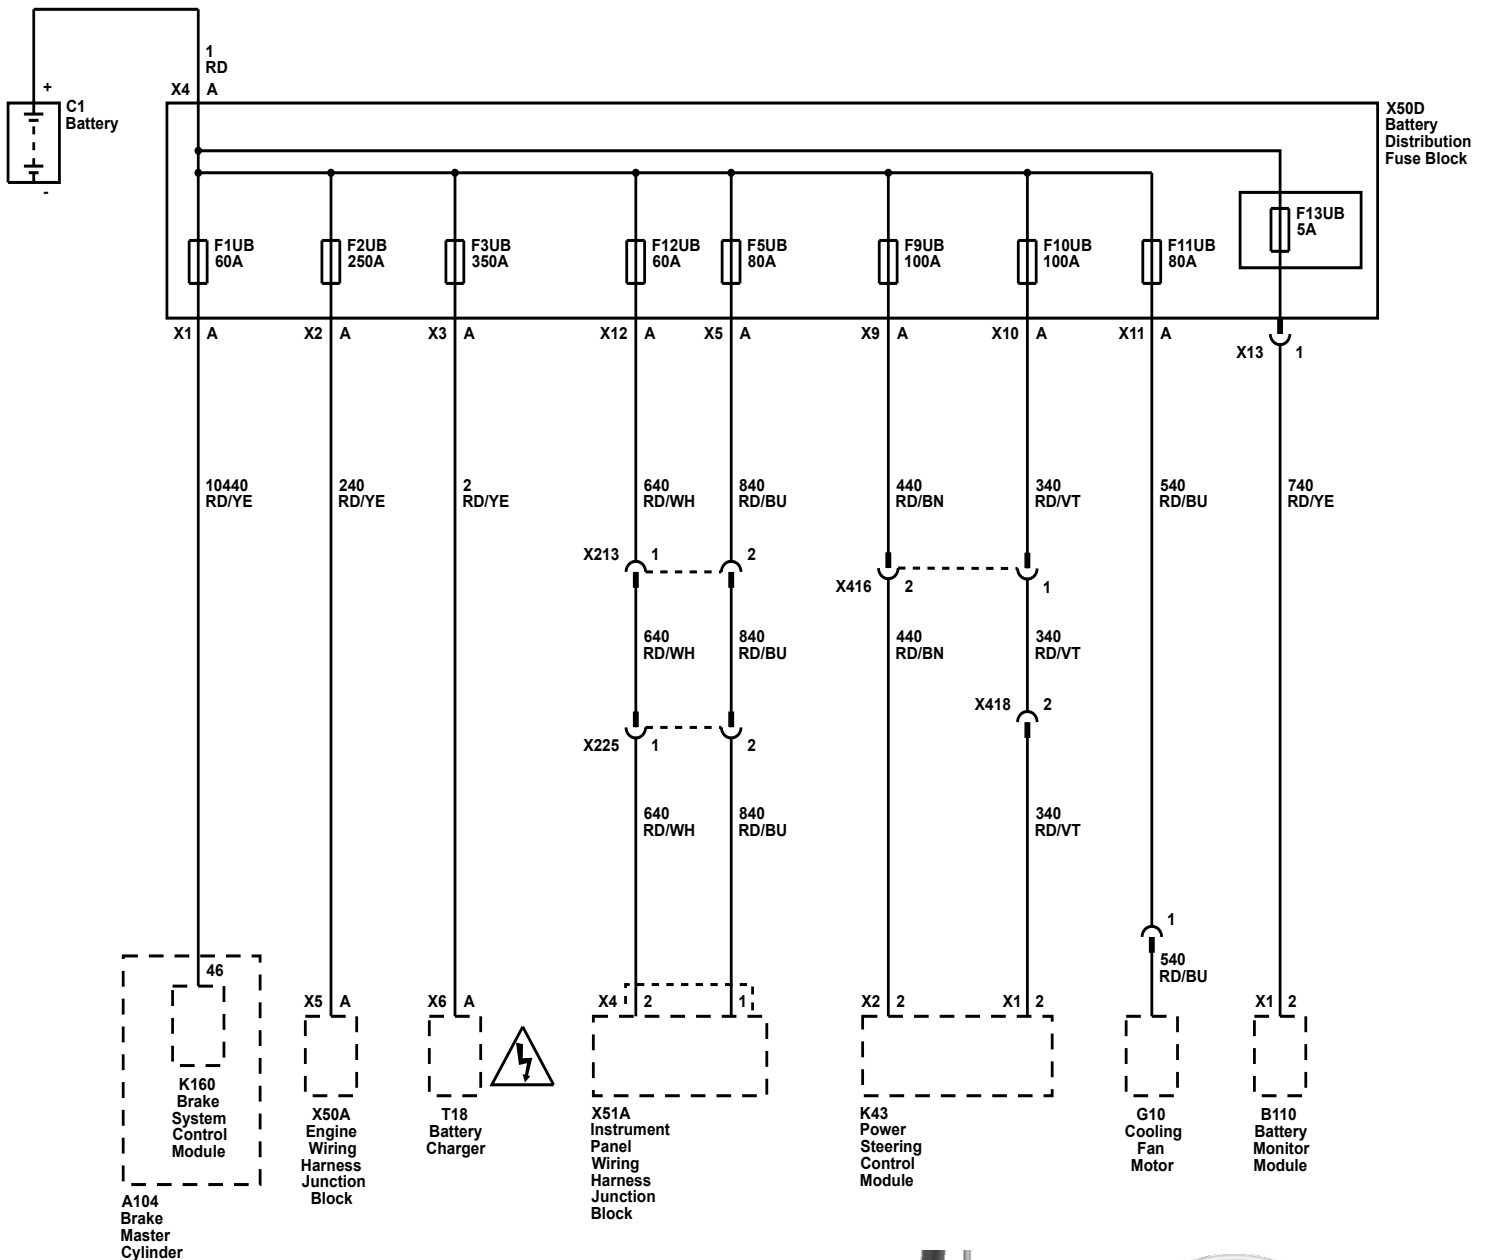 1
RD
X4 A
+
C1
Battery
-
X50D
Battery
Distribution
Fuse Block
F1UB
60A
F2UB
250A
F3UB
350A
F12UB
60A
F5UB
80A
F9UB
100A
F10UB
100A
F11UB
80A
F13UB
5A
X1 A
X2 A
X3 A
X12 A
X5 A
X9 A
X10 A
X11 A
X13 1
10440
RD/YE
240
RD/YE
2
RD/YE
640
RD/WH
840
RD/BU
440
RD/BN
340
RD/VT
540
RD/BU
740
RD/YE
X213 1 2
X416 2 1
640
RD/WH
840
RD/BU
440
RD/BN
340
RD/VT
X418 2
X225 1 2
640
RD/WH
840
RD/BU
340
RD/VT
1
540
RD/BU
46
X5 A
X6 A
X4 2 1
X2 2
X1 2
X1 2
K160
Brake
System
Control
Module
A104
Brake
Master
Cylinder
X50A
Engine
Wiring
Harness
Junction
Block
T18
Battery
Charger
X51A
Instrument
Panel
Wiring
Harness
Junction
Block
K43
Power
Steering
Control
Module
G10
Cooling
Fan
Motor
B110
Battery
Monitor
Module